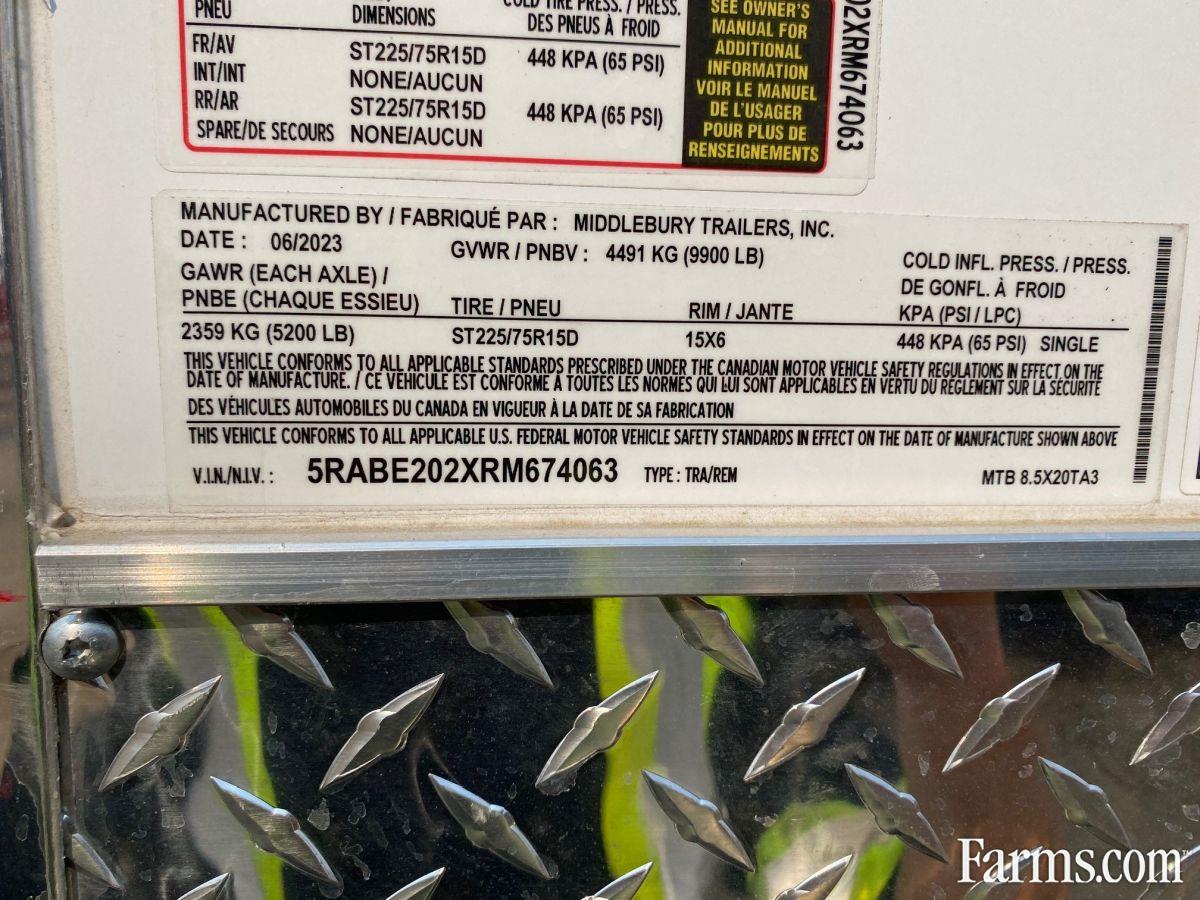 PNEU
DIMENSIONS
COLD TIRE PRESS. / PRESS.
DES PNEUS À FROID
FR/AV ST225/75R15D 448 KPA (65 PSI)
INT/INT NONE/AUCUN
RR/AR ST225/75R15D 448 KPA (65 PSI)
SPARE/DE SECOURS NONE/AUCUN
SEE OWNER'S
MANUAL FOR
ADDITIONAL
INFORMATION
VOIR LE MANUEL
DE L'USAGER
POUR PLUS DE
RENSEIGNEMENTS
02XRM674063
MANUFACTURED BY / FABRIQUÉ PAR : MIDDLEBURY TRAILERS, INC.
DATE : 06/2023 GVWR / PNBV : 4491 KG (9900 LB)
GAWR (EACH AXLE) /
PNBE (CHAQUE ESSIEU) TIRE / PNEU RIM / JANTE
COLD INFL. PRESS. / PRESS.
DE GONFL. À FROID
KPA (PSI / LPC)
2359 KG (5200 LB) ST225/75R15D 15X6 448 KPA (65 PSI) SINGLE
THIS VEHICLE CONFORMS TO ALL APPLICABLE STANDARDS PRESCRIBED UNDER THE CANADIAN MOTOR VEHICLE SAFETY REGULATIONS IN EFFECT ON THE
DATE OF MANUFACTURE. / CE VÉHICULE EST CONFORME À TOUTES LES NORMES QUI LUI SONT APPLICABLES EN VERTU DU RÈGLEMENT SUR LA SÉCURITÉ
DES VÉHICULES AUTOMOBILES DU CANADA EN VIGUEUR À LA DATE DE SA FABRICATION
THIS VEHICLE CONFORMS TO ALL APPLICABLE U.S. FEDERAL MOTOR VEHICLE SAFETY STANDARDS IN EFFECT ON THE DATE OF MANUFACTURE SHOWN ABOVE
V.I.N./N.I.V. : 5RABE202XRM674063 TYPE : TRA/REM MTB 8.5X20TA3
Farms.com™